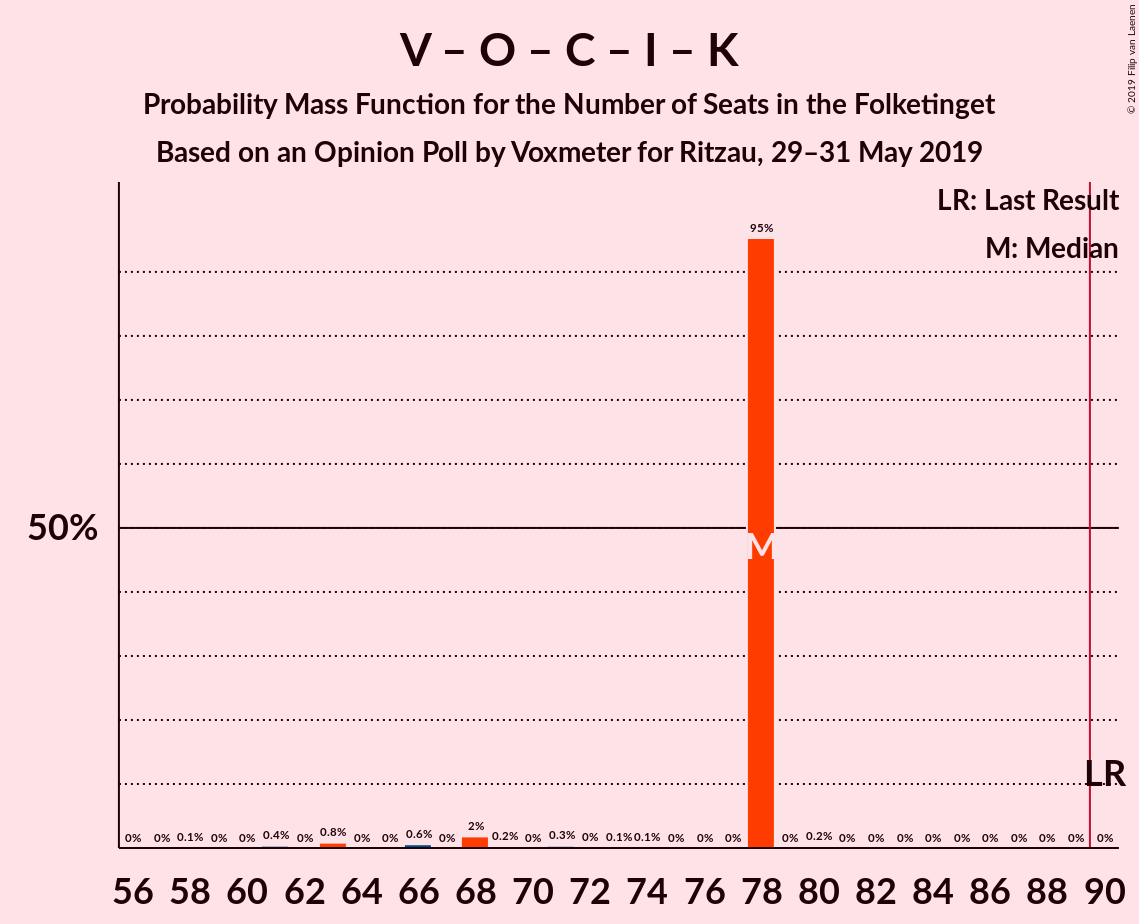 V – O – C – I – K
Probability Mass Function for the Number of Seats in the Folketinget
Based on an Opinion Poll by Voxmeter for Ritzau, 29–31 May 2019
© 2019 Filip van Laenen
LR: Last Result
M: Median
95%
50%
M
LR
0% 0% 0.1% 0% 0% 0.4% 0% 0.8% 0% 0% 0.6% 0% 2% 0.2% 0% 0.3% 0% 0.1% 0.1% 0% 0% 0% 0% 0.2% 0% 0% 0% 0% 0% 0% 0% 0% 0% 0%
56 58 60 62 64 66 68 70 72 74 76 78 80 82 84 86 88 90